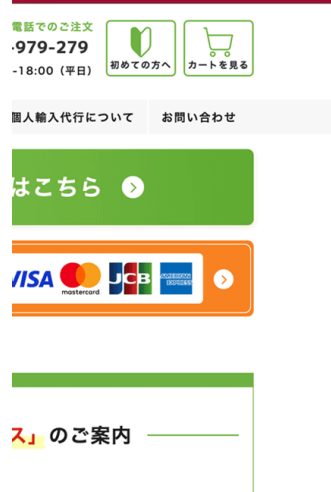 電話でのご注文
-979-279
-18:00（平日）
初めての方へ
カートを見る
個人輸入代行について
お問い合わせ
はこちら
VISA
mastercard
JCB
AMERICAN EXPRESS
ス」のご案内